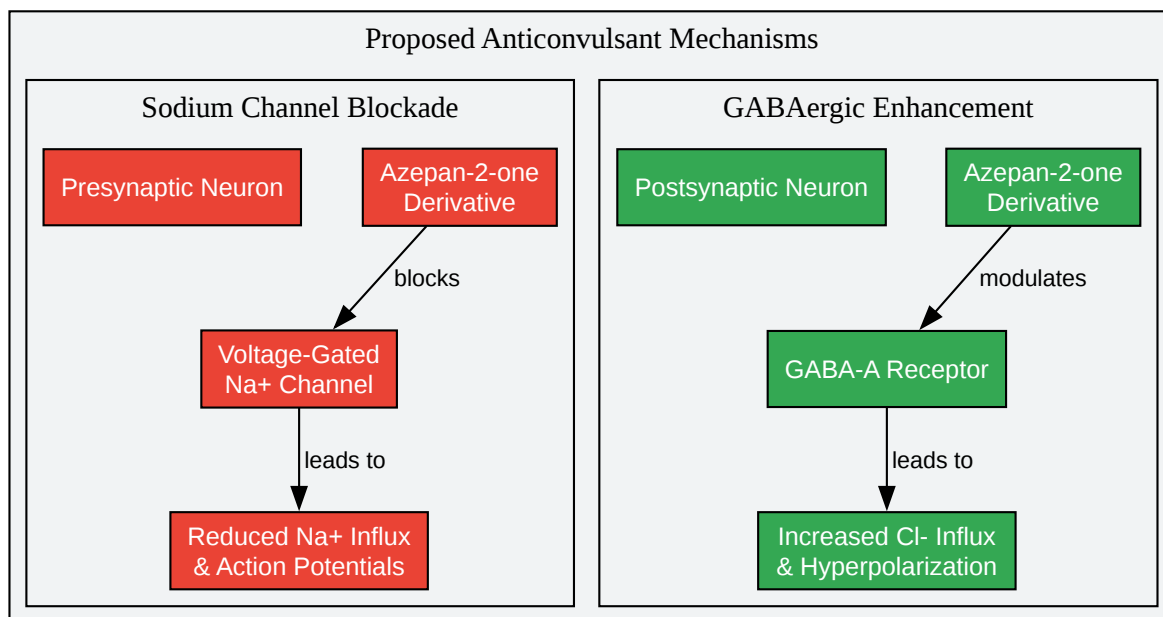 Proposed Anticonvulsant Mechanisms
Sodium Channel Blockade
Presynaptic Neuron
Azepan-2-one
Derivative
blocks
Voltage-Gated
Na+ Channel
leads to
Reduced Na+ Influx
& Action Potentials
GABAergic Enhancement
Postsynaptic Neuron
Azepan-2-one
Derivative
modulates
GABA-A Receptor
leads to
Increased Cl- Influx
& Hyperpolarization